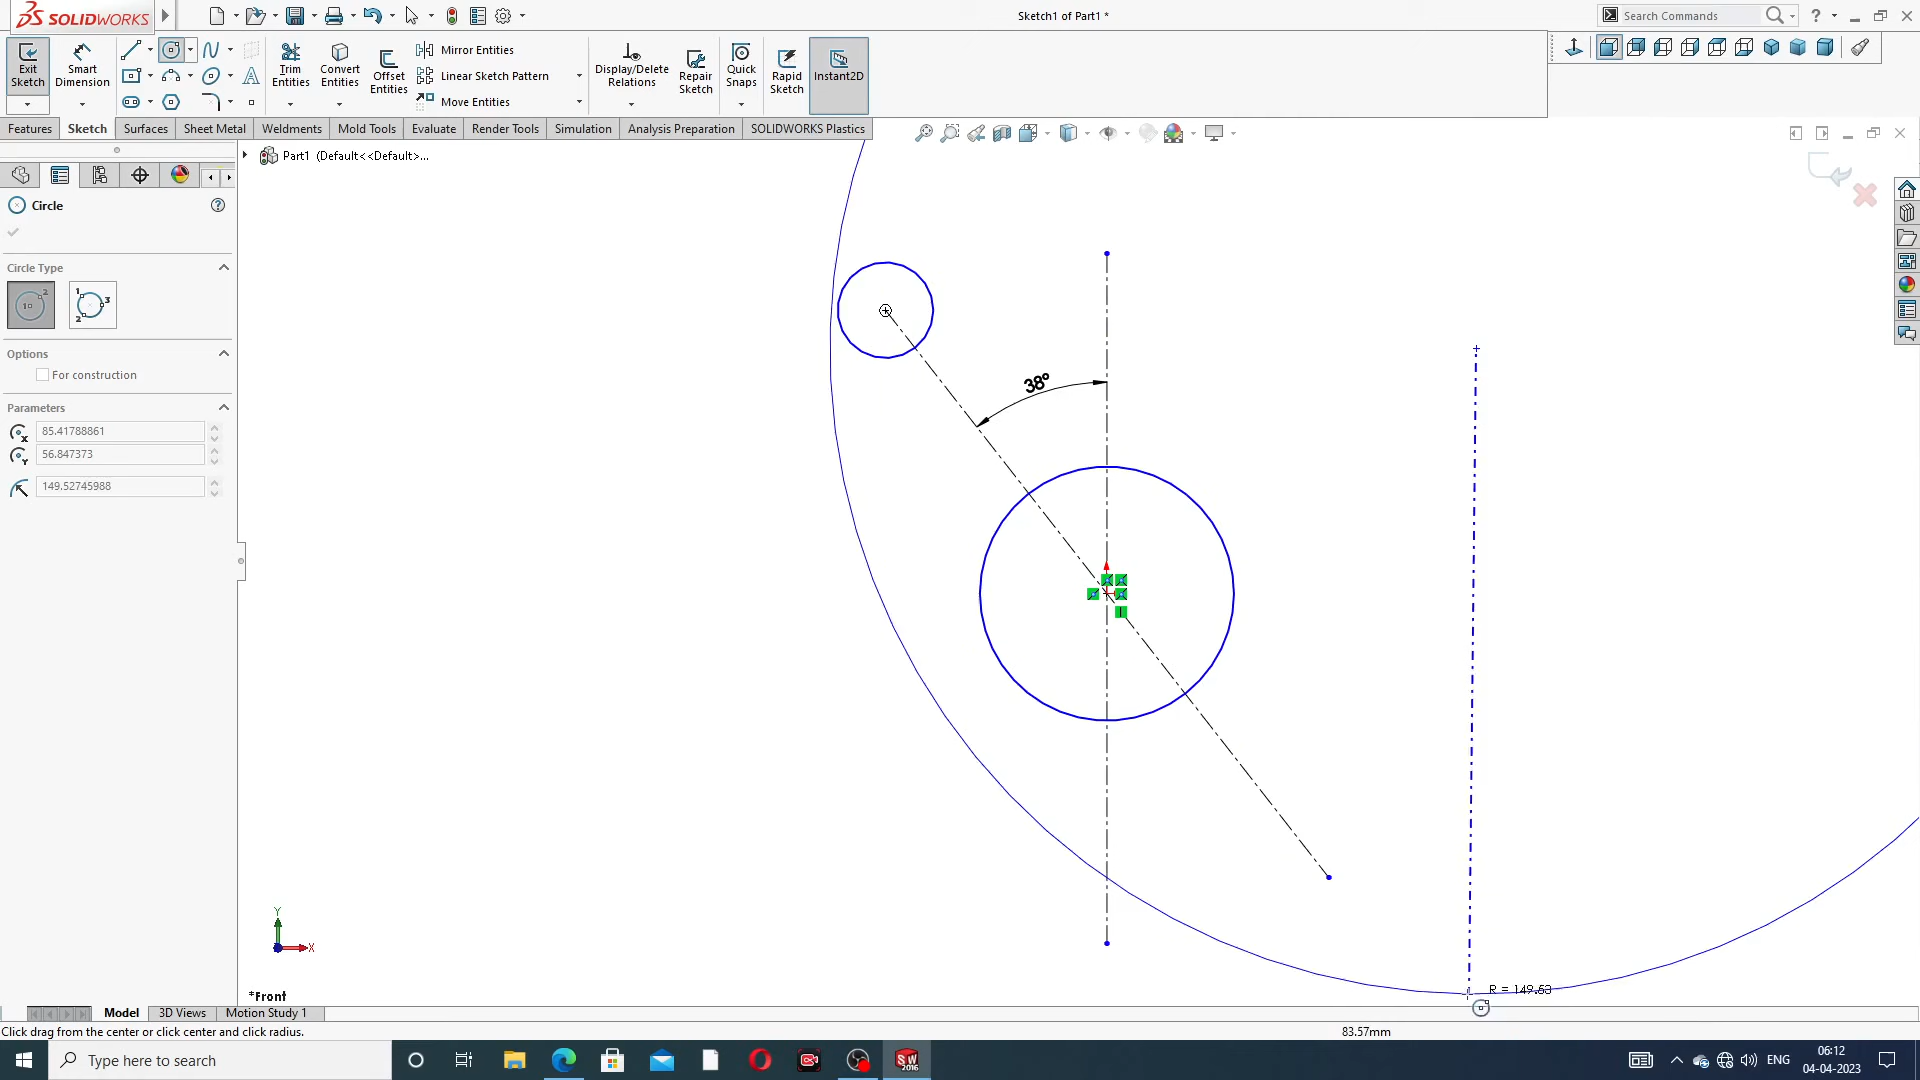 SOLIDWORKS
Sketch1 of Part1 *
Search Commands
Exit Sketch
Smart Dimension
Trim Entities
Convert Entities
Offset Entities
Mirror Entities
Linear Sketch Pattern
Move Entities
Display/Delete Relations
Repair Sketch
Quick Snaps
Rapid Sketch
Instant2D
Features
Sketch
Surfaces
Sheet Metal
Weldments
Mold Tools
Evaluate
Render Tools
Simulation
Analysis Preparation
SOLIDWORKS Plastics
Part1 (Default<<Default>...
Circle
Circle Type
Options
For construction
Parameters
85.41788861
56.847373
149.52745988
38°
R = 149.53
Y
X
*Front
Model
3D Views
Motion Study 1
Click drag from the center or click center and click radius.
83.57mm
Type here to search
SW
2016
ENG
06:12
04-04-2023